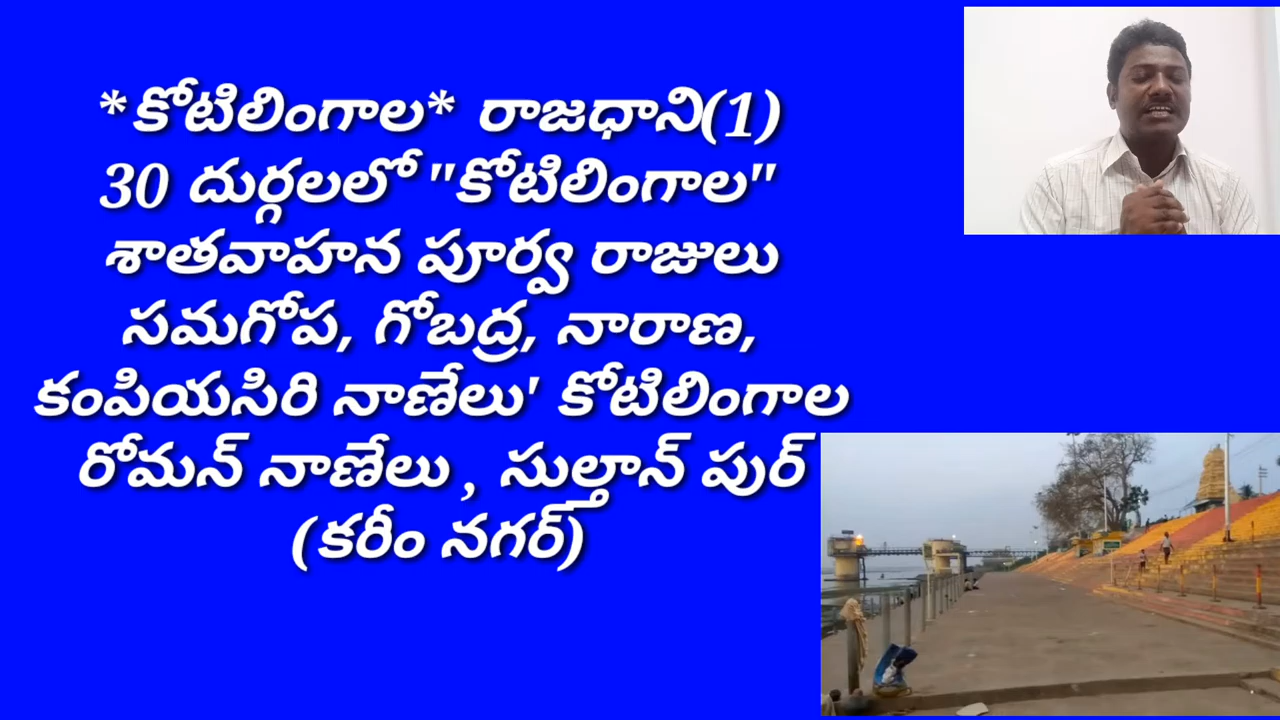 *కోటిలింగాల* రాజధాని(1)
30 దుర్గలలో "కోటిలింగాల"
శాతవాహన పూర్వ రాజులు
సమగోప, గోబద్ర, నారాణ,
కంపియసిరి నాణేలు' కోటిలింగాల
రోమన్ నాణేలు , సుల్తాన్ పుర్
(కరీం నగర్)